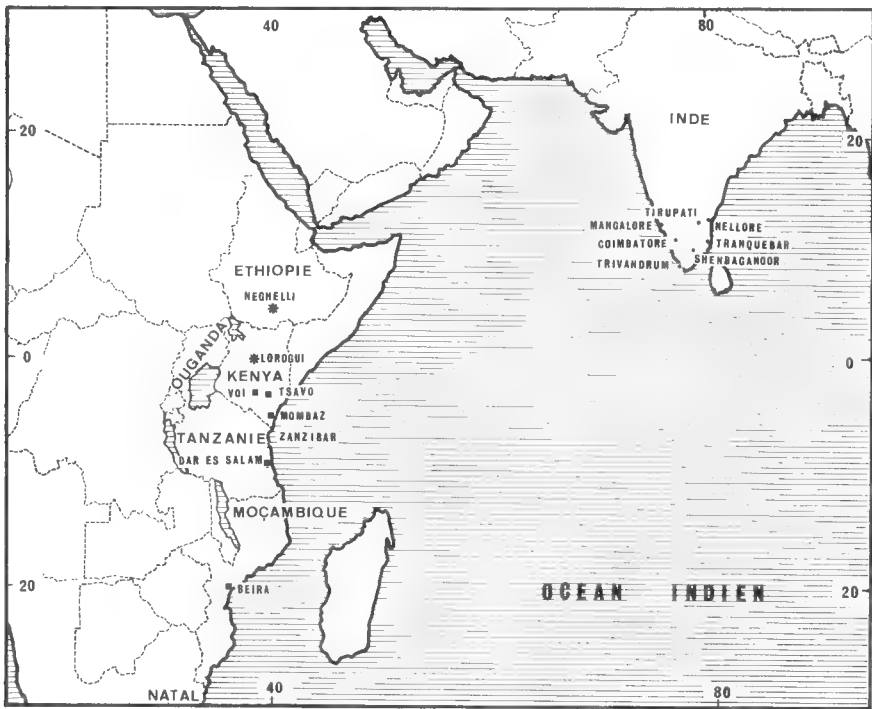 40 80
INDE
20 20
TIRUPATI
MANGALORE NELLORE
COIMBATORE TRANQUEBAR
TRIVANDRUM SHENBAGANOOR
ETHIOPIE
NEGHELLI
OUGANDA
0 LOROGUI 0
KENYA
VOI TSAVO
MOMBAZ
TANZANIE ZANZIBAR
DAR ES SALAM
MOÇAMBIQUE
20 BEIRA OCEAN INDIEN 20
NATAL 40 80